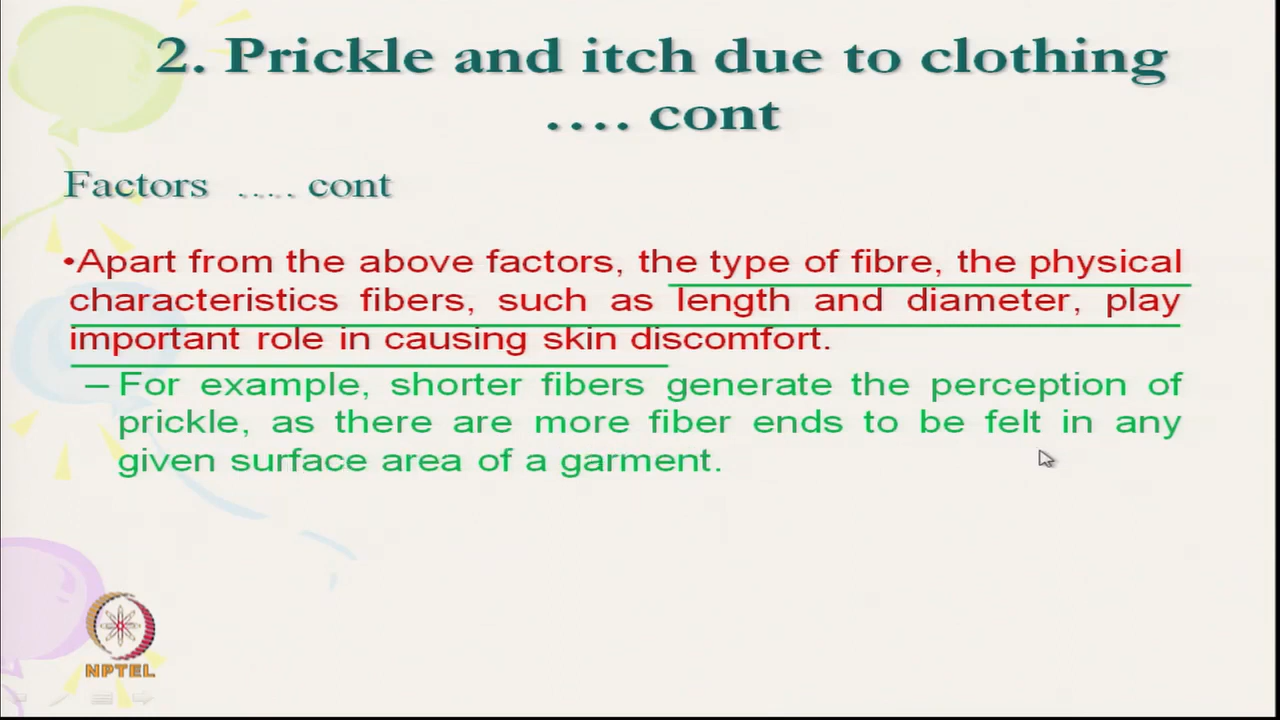 2. Prickle and itch due to clothing
.... cont
Factors ..... cont
•Apart from the above factors, the type of fibre, the physical
characteristics fibers, such as length and diameter, play
important role in causing skin discomfort.
– For example, shorter fibers generate the perception of
prickle, as there are more fiber ends to be felt in any
given surface area of a garment.
NPTEL